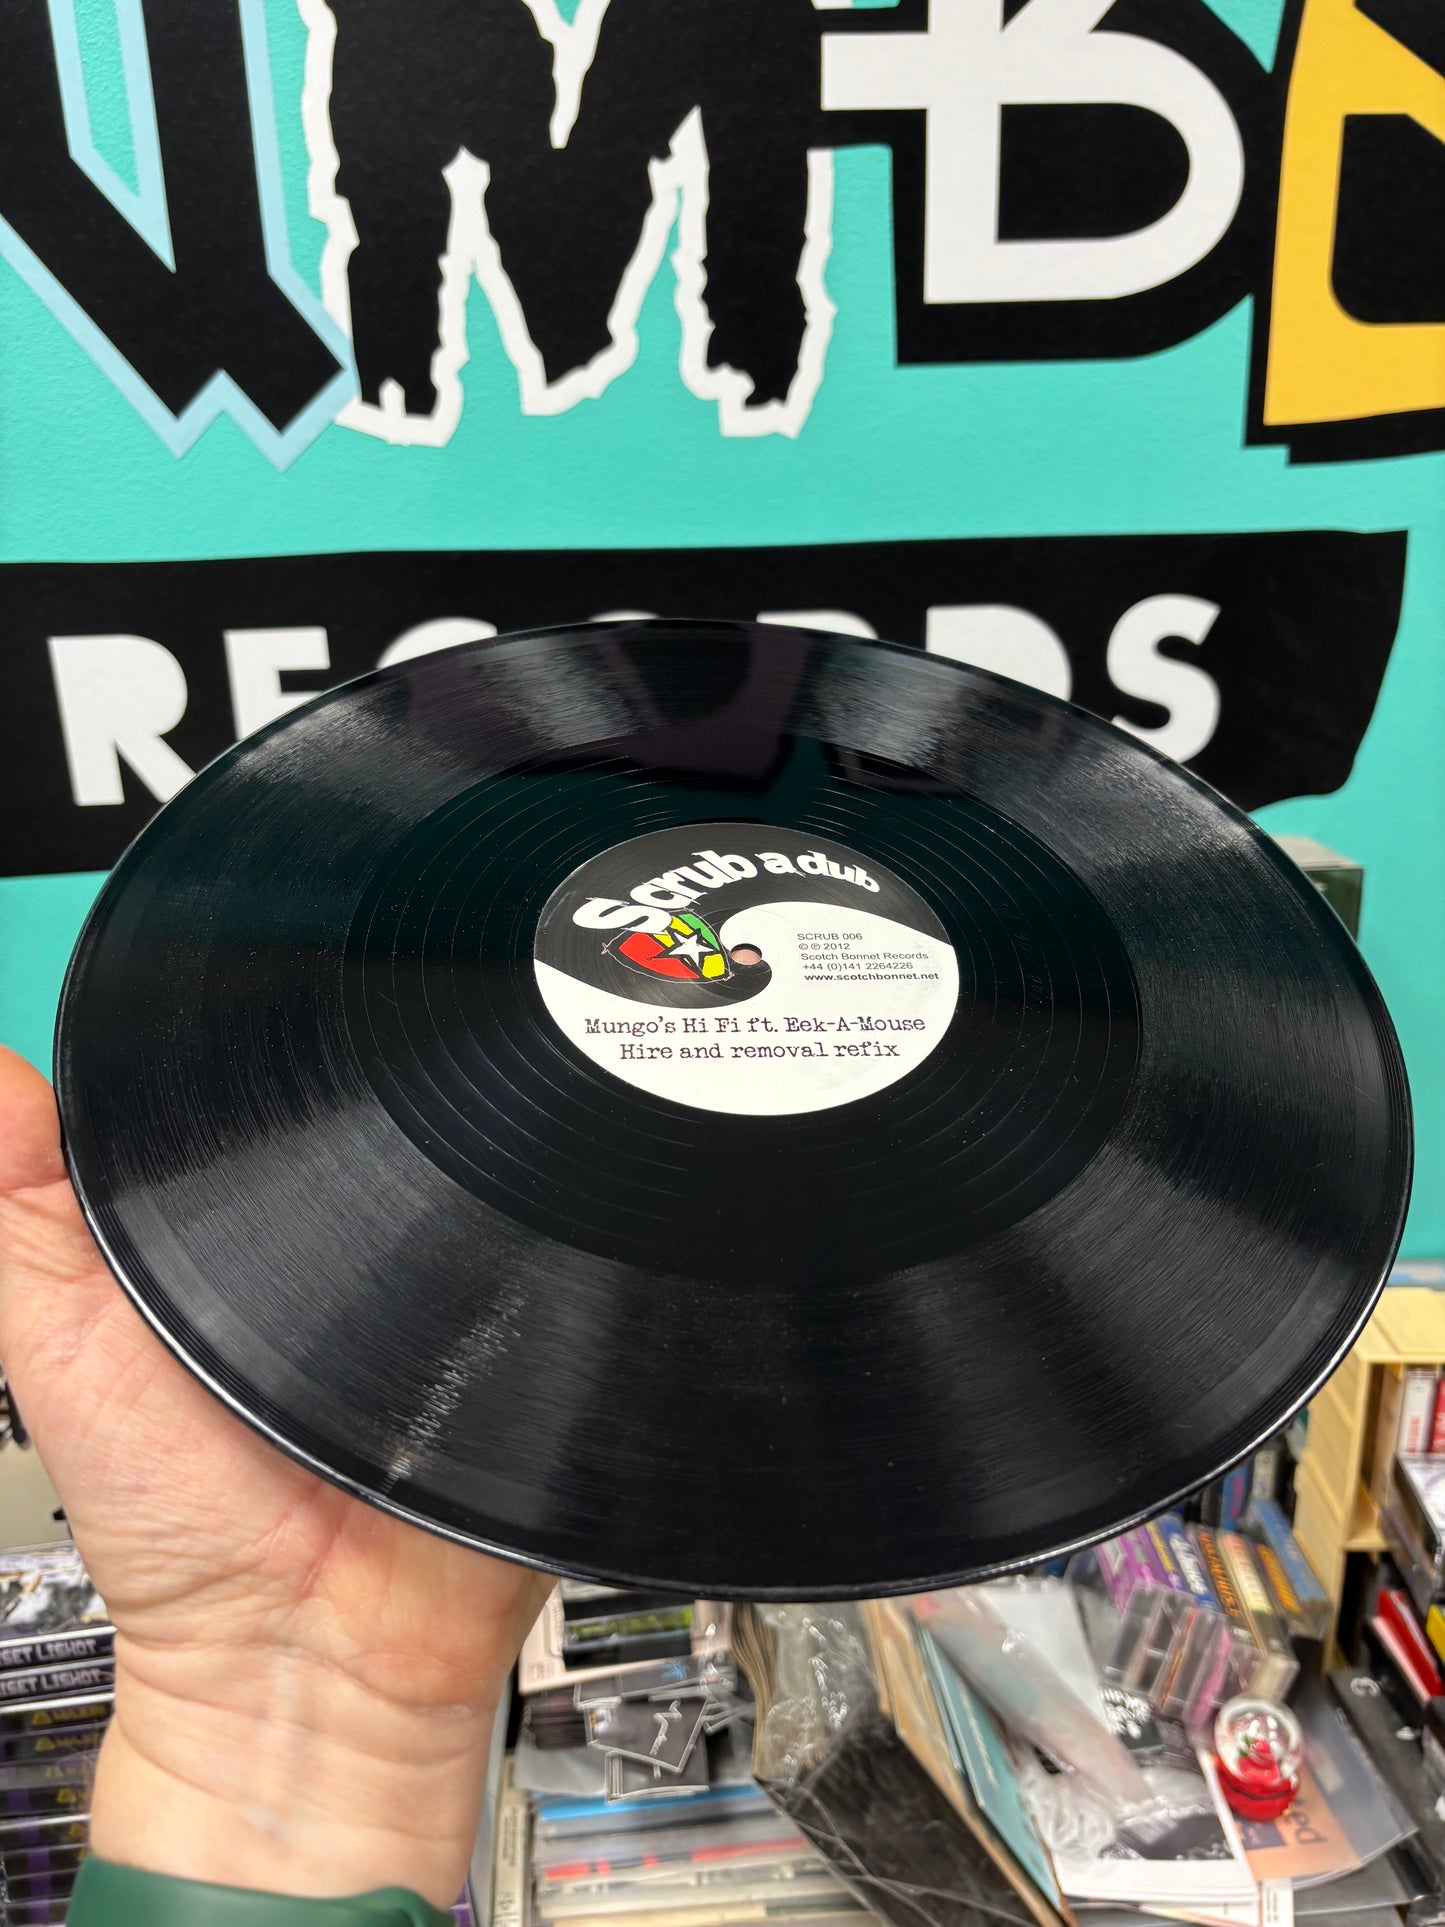 RECORDS
Scrub a dub
SCRUB 006
© ℗ 2012
Scotch Bonnet Records
+44 (0)141 2264226
www.scotchbonnet.net
Mungo's Hi Fi ft. Eek-A-Mouse
Hire and removal refix